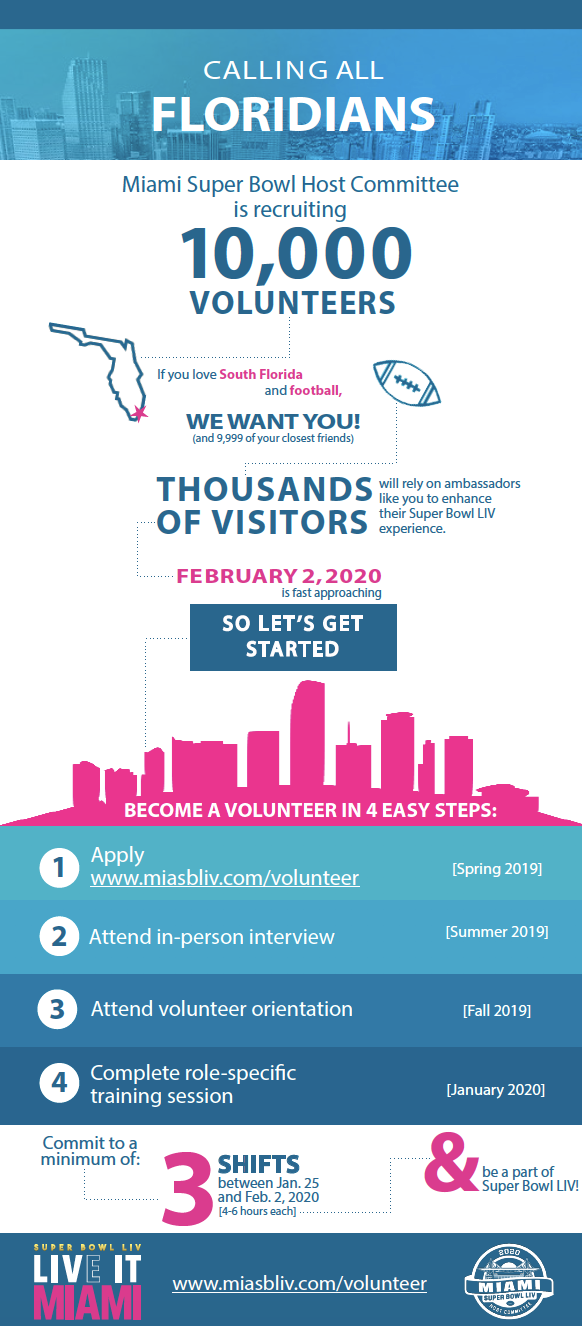 CALLING ALL
FLORIDIANS
Miami Super Bowl Host Committee
is recruiting
10,000
VOLUNTEERS
If you love South Florida
and football,
WE WANT YOU!
(and 9,999 of your closest friends)
THOUSANDS
OF VISITORS
will rely on ambassadors
like you to enhance
their Super Bowl LIV
experience.
FEBRUARY 2, 2020
is fast approaching
SO LET'S GET
STARTED
BECOME A VOLUNTEER IN 4 EASY STEPS:
1
Apply
www.miasbliv.com/volunteer
[Spring 2019]
2
Attend in-person interview
[Summer 2019]
3
Attend volunteer orientation
[Fall 2019]
4
Complete role-specific
training session
[January 2020]
Commit to a
minimum of:
3
SHIFTS
between Jan. 25
and Feb. 2, 2020
[4-6 hours each]
&
be a part of
Super Bowl LIV!
SUPER BOWL LIV
LIVE IT
MIAMI
www.miasbliv.com/volunteer
2020
MIAMI
SUPER BOWL LIV
HOST COMMITTEE